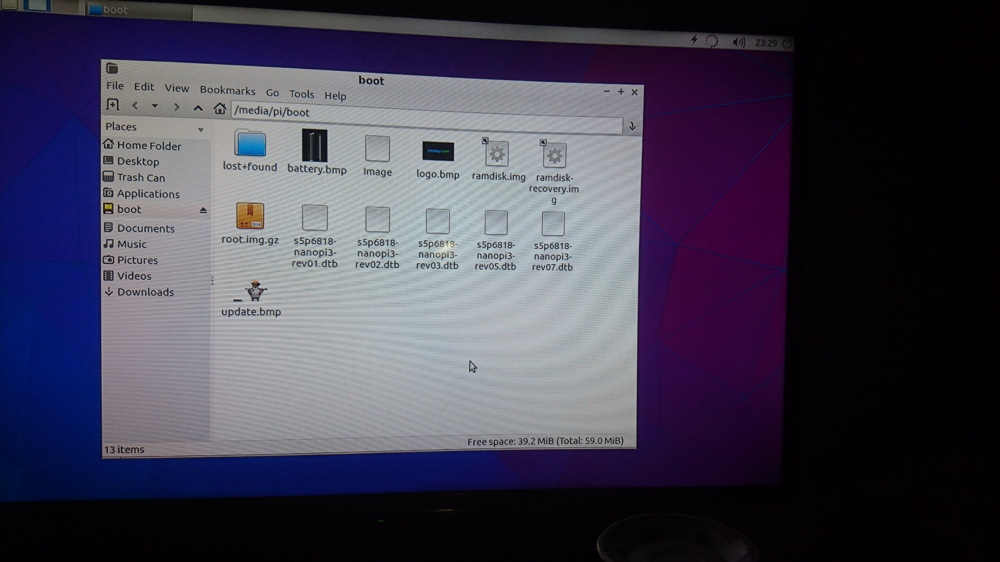 boot
23:29
boot
File Edit View Bookmarks Go Tools Help
/media/pi/boot
Places
Home Folder
Desktop
Trash Can
Applications
boot
Documents
Music
Pictures
Videos
Downloads
lost+found
battery.bmp
Image
logo.bmp
ramdisk.img
ramdisk-
recovery.im
g
root.img.gz
s5p6818-
nanopi3-
rev01.dtb
s5p6818-
nanopi3-
rev02.dtb
s5p6818-
nanopi3-
rev03.dtb
s5p6818-
nanopi3-
rev05.dtb
s5p6818-
nanopi3-
rev07.dtb
update.bmp
13 items
Free space: 39.2 MiB (Total: 59.0 MiB)